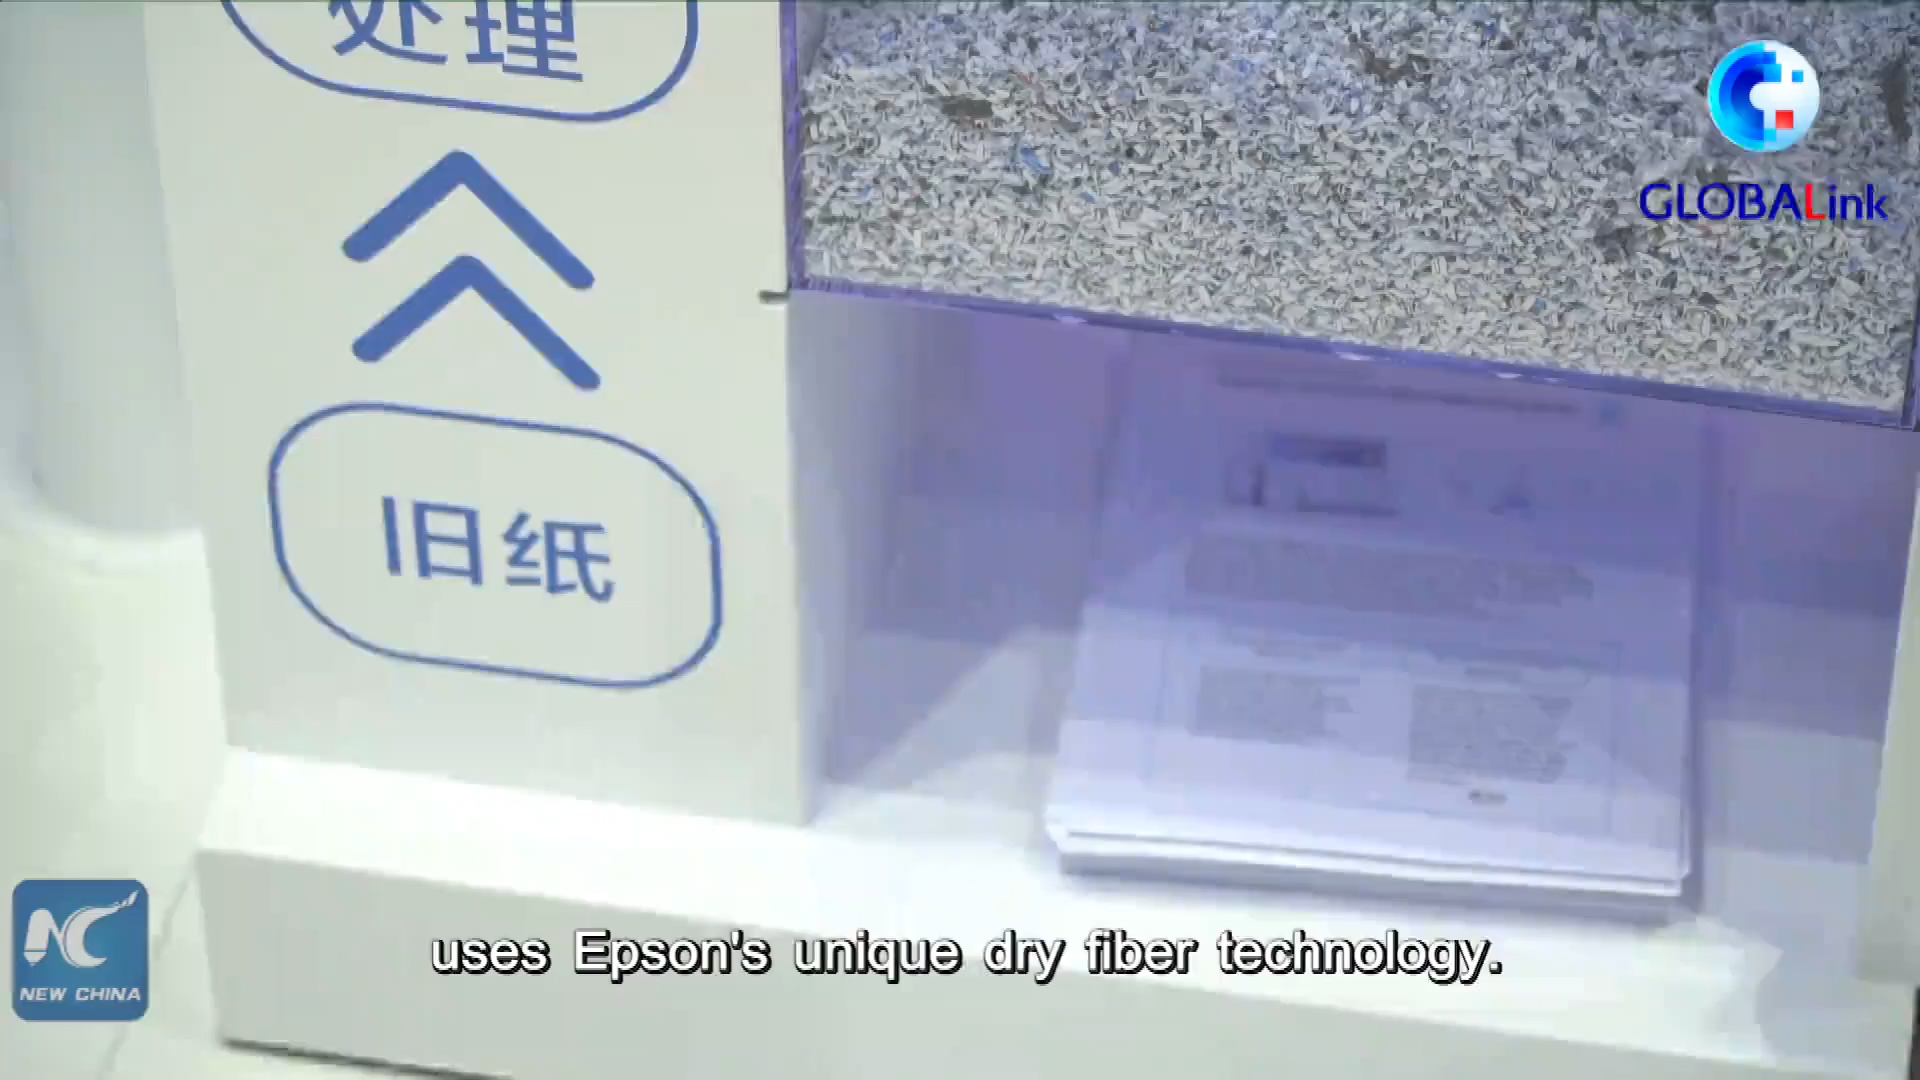 处理
GLOBALink
旧纸
uses Epson's unique dry fiber technology.
NEW CHINA